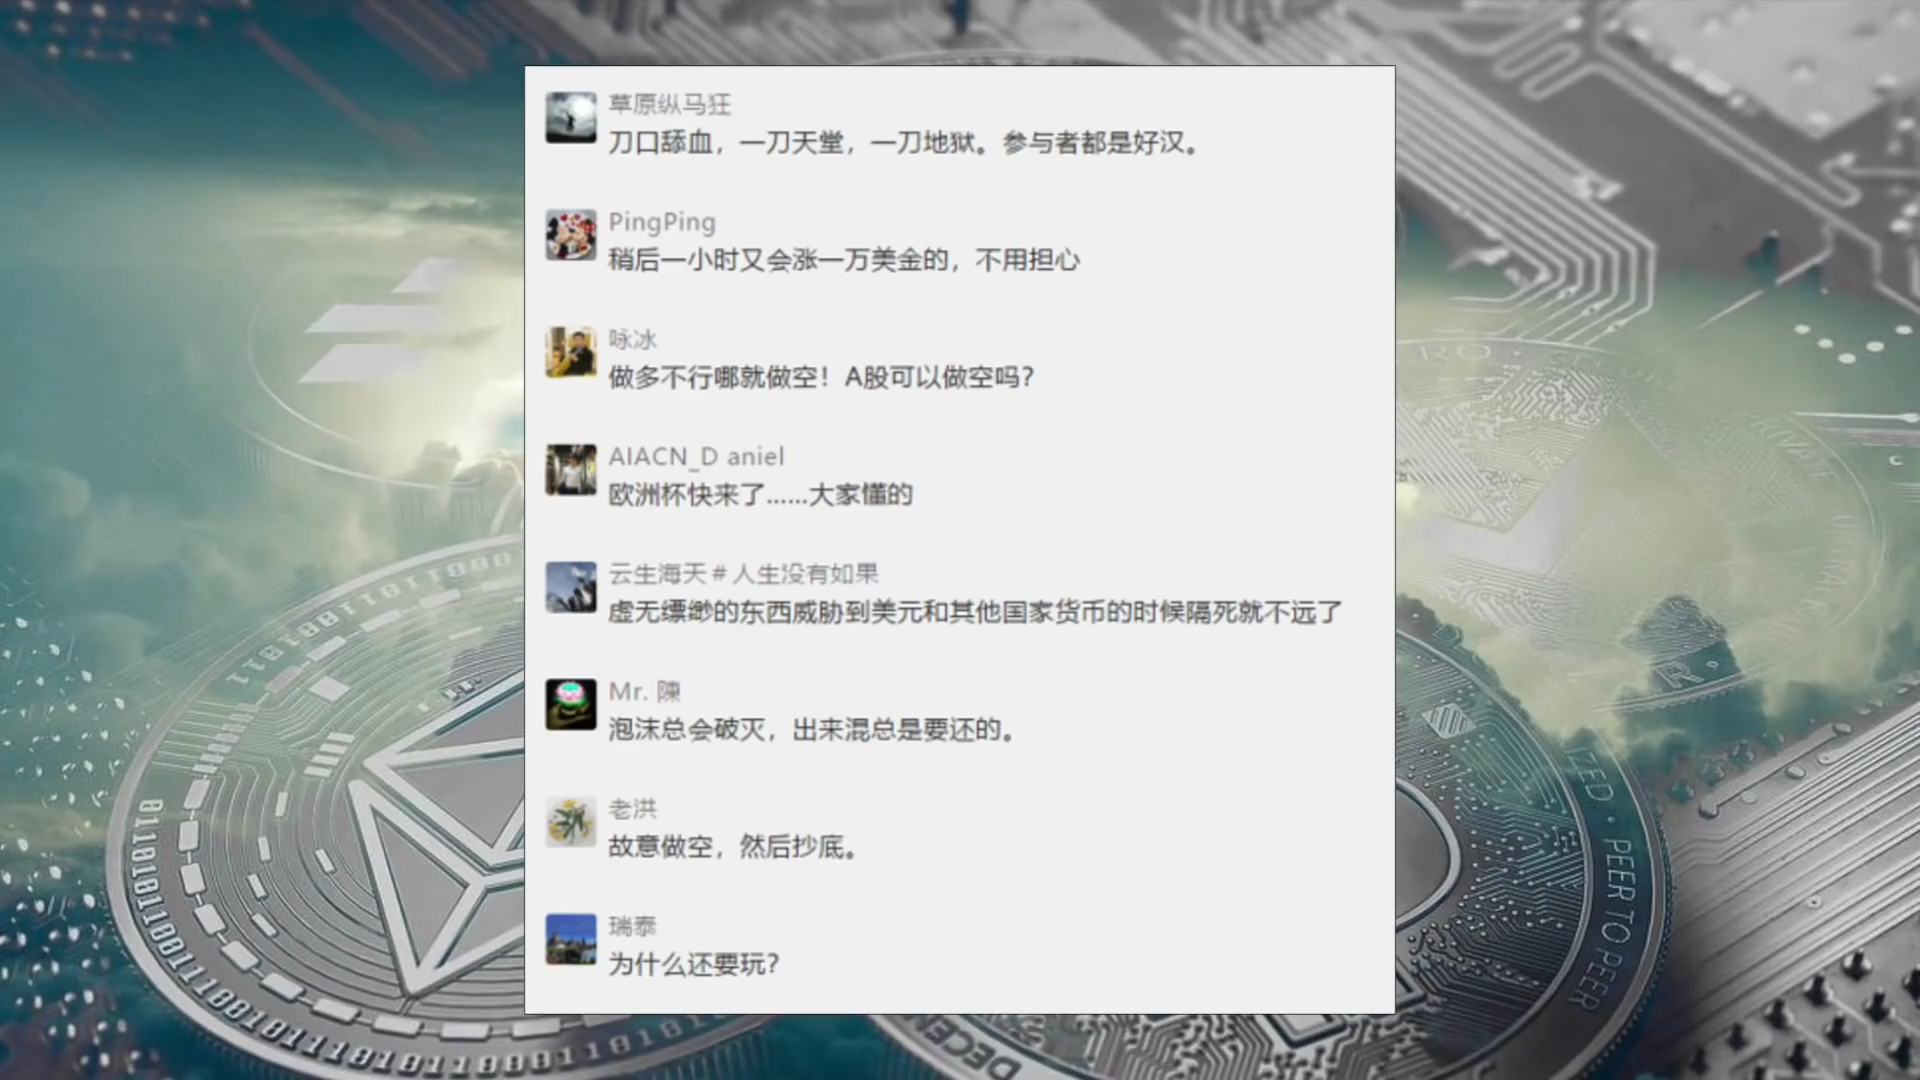 草原纵马狂
刀口舔血，一刀天堂，一刀地狱。参与者都是好汉。
PingPing
稍后一小时又会涨一万美金的，不用担心
咏冰
做多不行哪就做空！A股可以做空吗？
AIACN_D aniel
欧洲杯快来了……大家懂的
云生海天＃人生没有如果
虚无缥缈的东西威胁到美元和其他国家货币的时候隔死就不远了
Mr. 陳
泡沫总会破灭，出来混总是要还的。
老洪
故意做空，然后抄底。
瑞泰
为什么还要玩？
PEER TO PEER